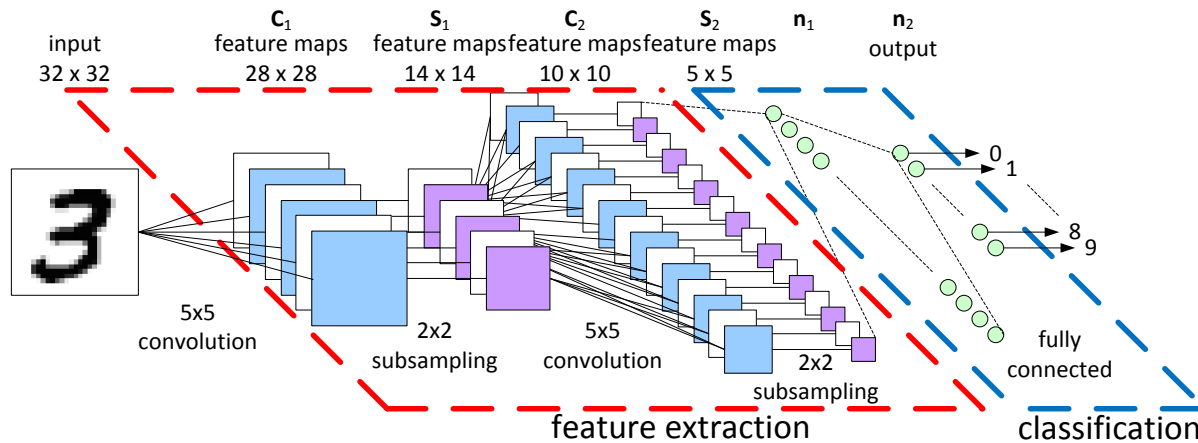 input
32 x 32
C1
feature maps
28 x 28
S1
feature maps
14 x 14
C2
feature maps
10 x 10
S2
feature maps
5 x 5
n1
n2
output
3
0
1
8
9
5x5
convolution
2x2
subsampling
5x5
convolution
2x2
subsampling
fully
connected
feature extraction
classification